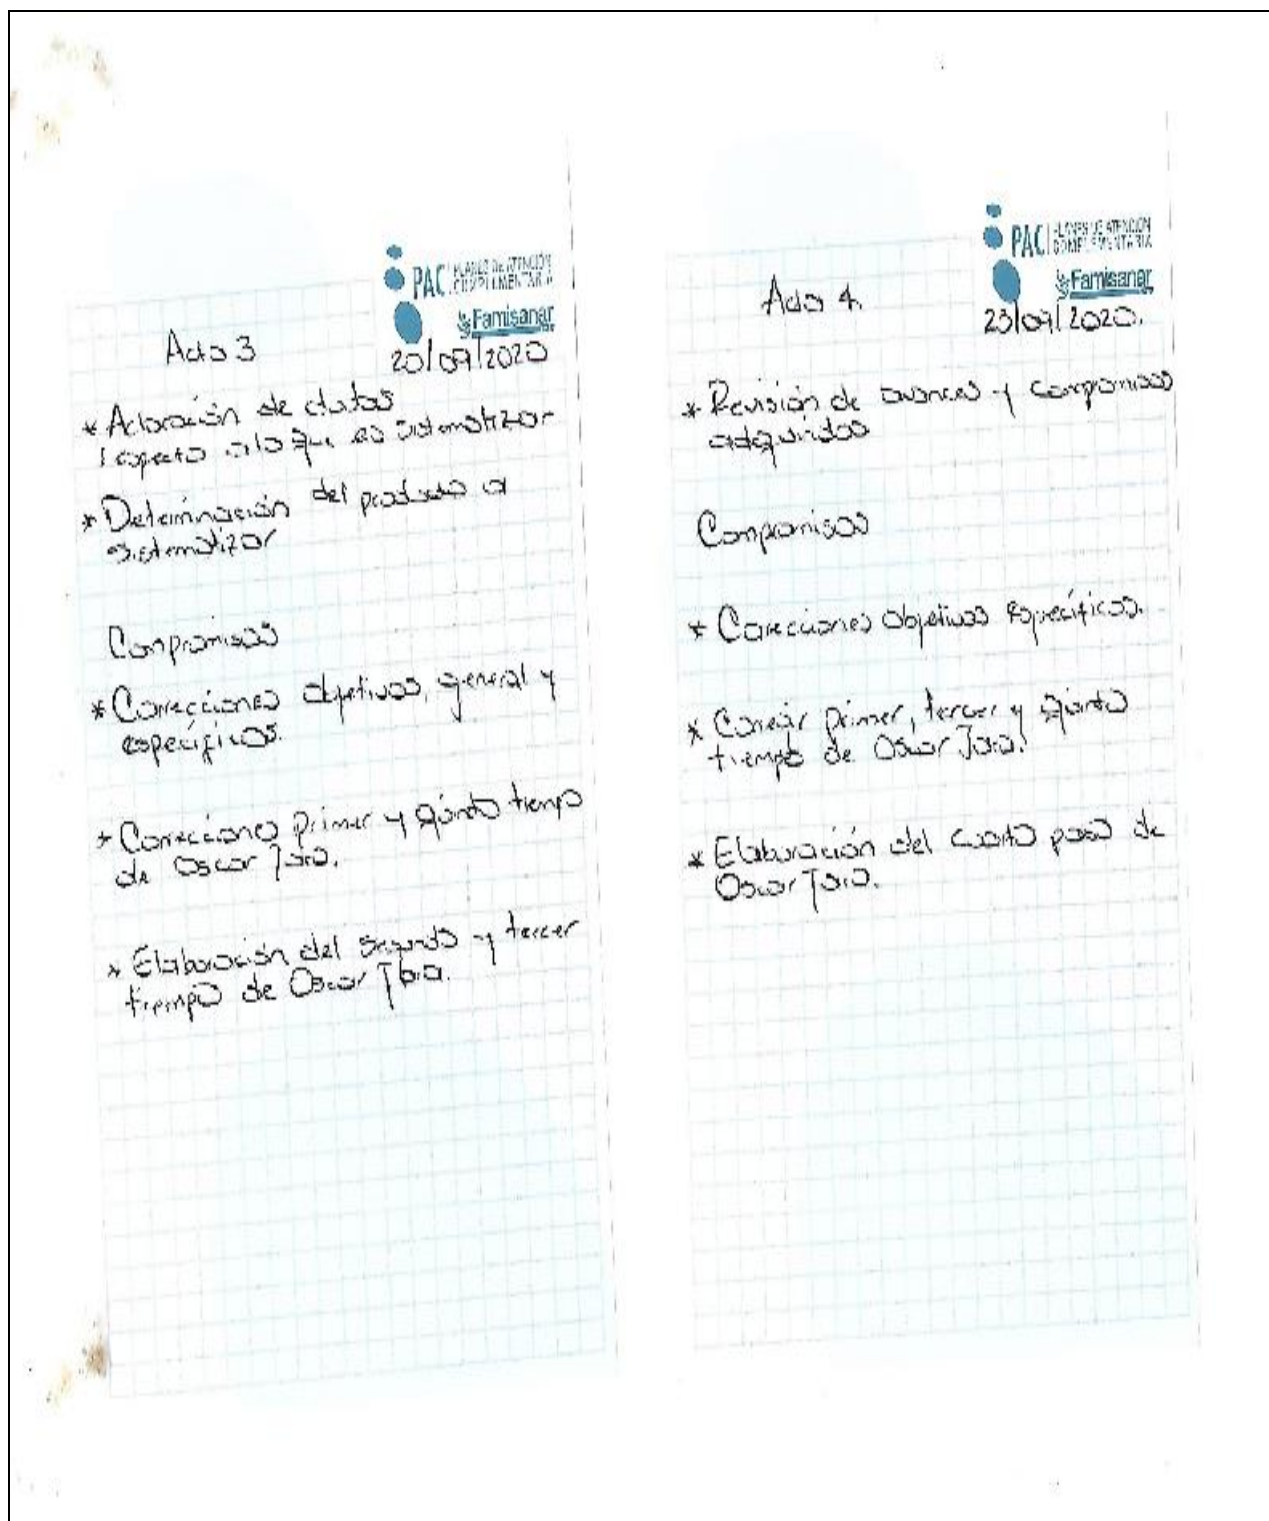 PAC PLANES DE ATENCIÓN
COMPLEMENTARIA
Famisanar
20/09/2020
Acta 3
* Aclaración de dudas
respecto a lo que es sistematizar
* Determinación del producto a
sistematizar
Compromisos
* Correcciones objetivos, general y
específicos.
* Correcciones primer y quinto tiempo
de Oscar Jara.
* Elaboración del segundo y tercer
tiempo de Oscar Jara.
PAC PLANES DE ATENCIÓN
COMPLEMENTARIA
Famisanar
23/09/2020.
Acta 4.
* Revisión de avances y compromisos
adquiridos
Compromisos
* Correcciones objetivos específicos.
* Corregir primer, tercer y quinto
tiempo de Oscar Jara.
* Elaboración del cuarto paso de
Oscar Jara.